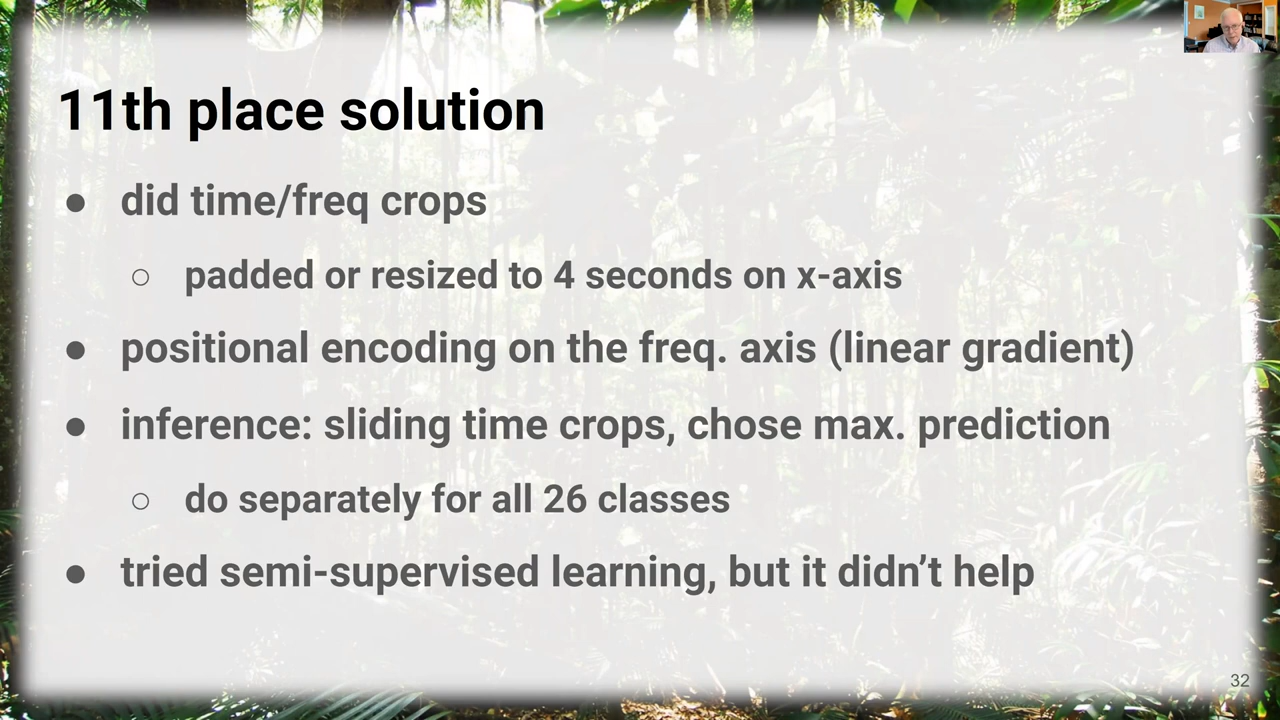 11th place solution
● did time/freq crops
○ padded or resized to 4 seconds on x-axis
● positional encoding on the freq. axis (linear gradient)
● inference: sliding time crops, chose max. prediction
○ do separately for all 26 classes
● tried semi-supervised learning, but it didn’t help
32